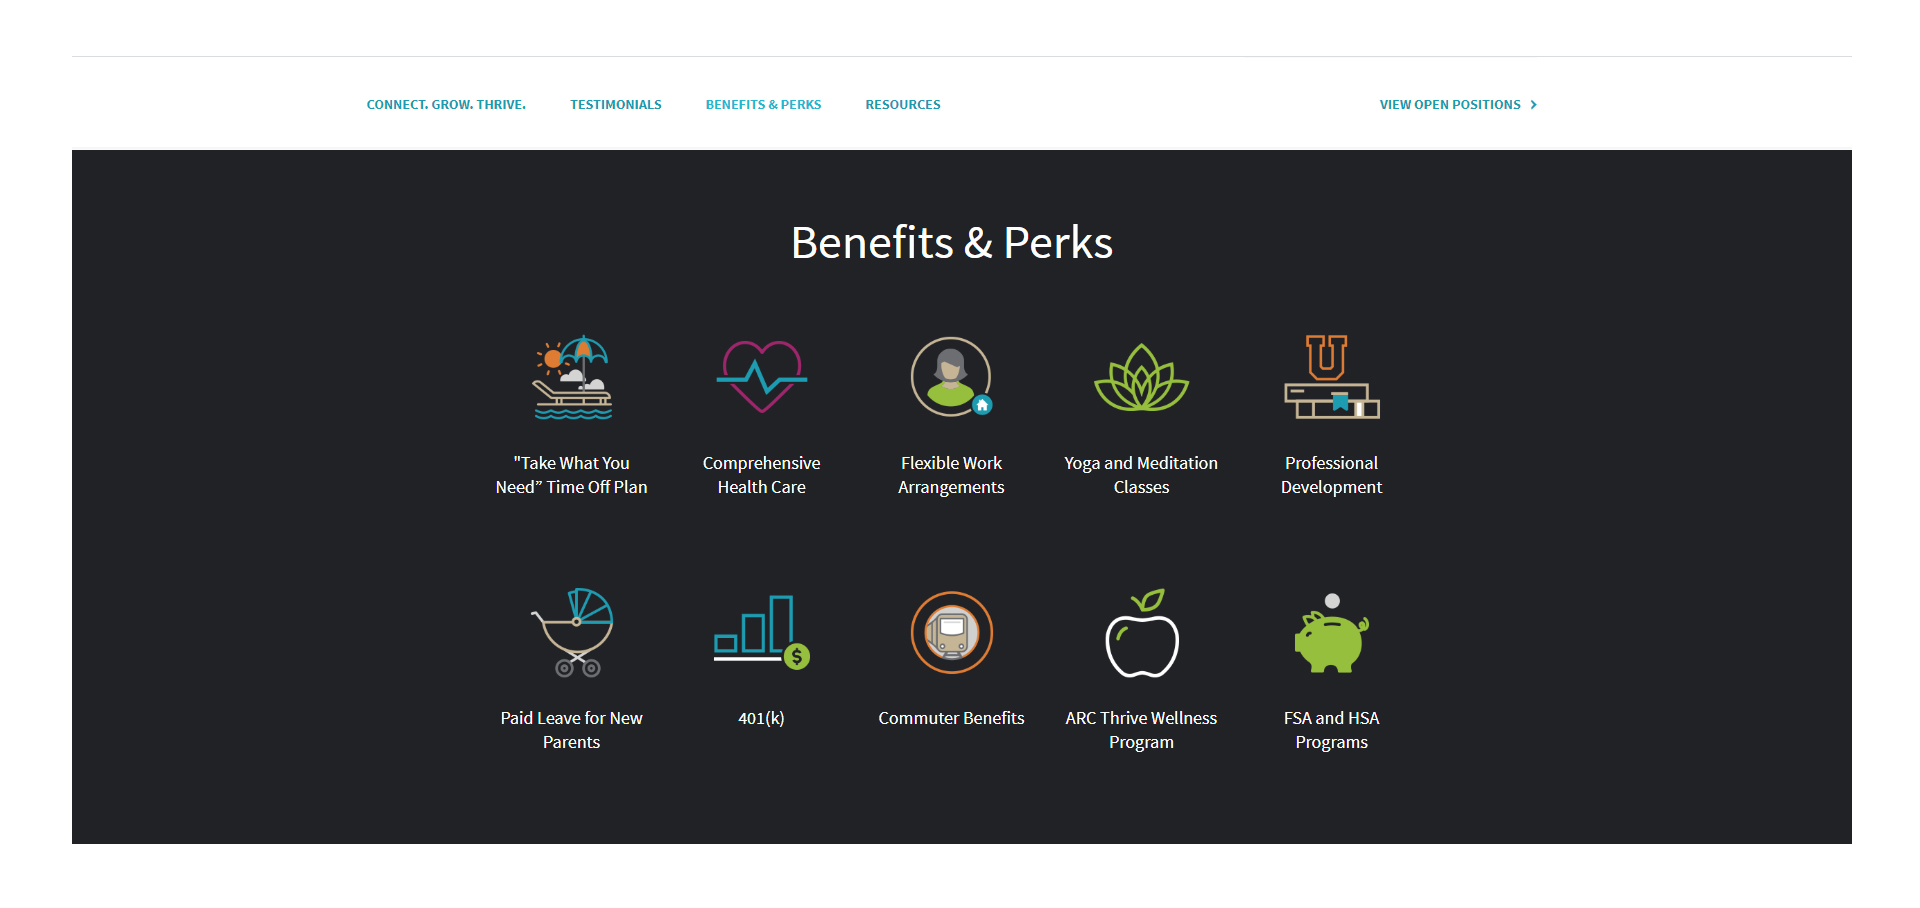 CONNECT. GROW. THRIVE.
TESTIMONIALS
BENEFITS & PERKS
RESOURCES
VIEW OPEN POSITIONS
Benefits & Perks
U
"Take What You
Need” Time Off Plan
Comprehensive
Health Care
Flexible Work
Arrangements
Yoga and Meditation
Classes
Professional
Development
$
Paid Leave for New
Parents
401(k)
Commuter Benefits
ARC Thrive Wellness
Program
FSA and HSA
Programs